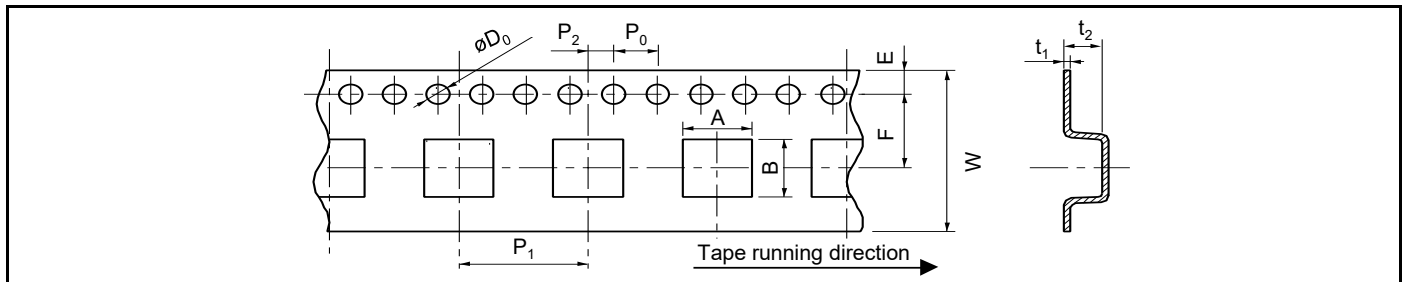 øD₀
P₂
P₀
E
t₁
t₂
A
F
B
W
P₁
Tape running direction